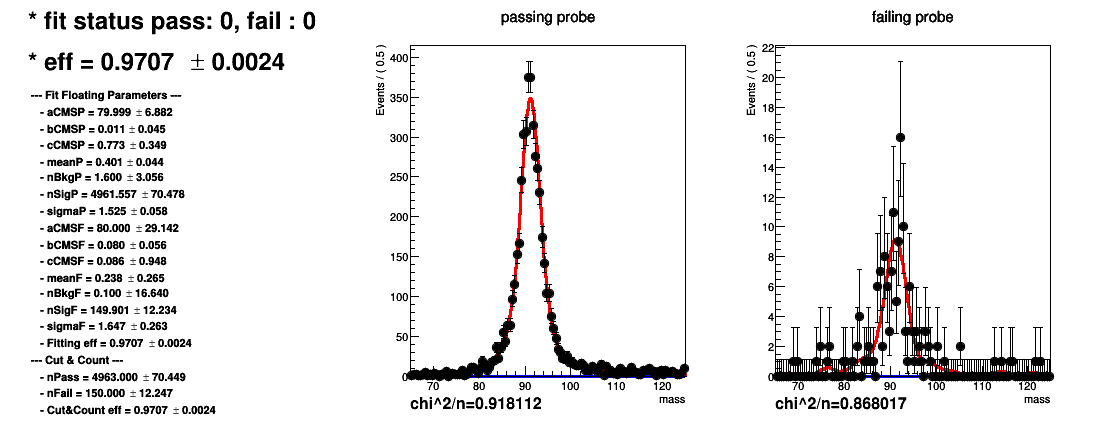 * fit status pass: 0, fail : 0
* eff = 0.9707 ± 0.0024
--- Fit Floating Parameters ---
- aCMSP = 79.999 ± 6.882
- bCMSP = 0.011 ± 0.045
- cCMSP = 0.773 ± 0.349
- meanP = 0.401 ± 0.044
- nBkgP = 1.600 ± 3.056
- nSigP = 4961.557 ± 70.478
- sigmaP = 1.525 ± 0.058
- aCMSF = 80.000 ± 29.142
- bCMSF = 0.080 ± 0.056
- cCMSF = 0.086 ± 0.948
- meanF = 0.238 ± 0.265
- nBkgF = 0.100 ± 16.640
- nSigF = 149.901 ± 12.234
- sigmaF = 1.647 ± 0.263
- Fitting eff = 0.9707 ± 0.0024
--- Cut & Count ---
- nPass = 4963.000 ± 70.449
- nFail = 150.000 ± 12.247
- Cut&Count eff = 0.9707 ± 0.0024
passing probe
Events / ( 0.5 )
400
350
300
250
200
150
100
50
0
70 80 90 100 110 120
mass
chi^2/n=0.918112
failing probe
Events / ( 0.5 )
22
20
18
16
14
12
10
8
6
4
2
0
70 80 90 100 110 120
mass
chi^2/n=0.868017